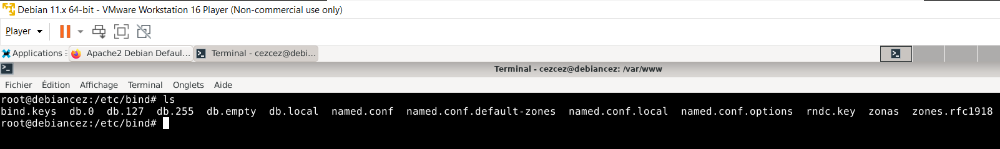 Debian 11.x 64-bit - VMware Workstation 16 Player (Non-commercial use only)
Player
Applications Apache2 Debian Defaul... Terminal - cezcez@debi...
Terminal - cezcez@debiancez: /var/www
Fichier Édition Affichage Terminal Onglets Aide
root@debiancez:/etc/bind# ls
bind.keys db.0 db.127 db.255 db.empty db.local named.conf named.conf.default-zones named.conf.local named.conf.options rndc.key zonas zones.rfc1918
root@debiancez:/etc/bind#